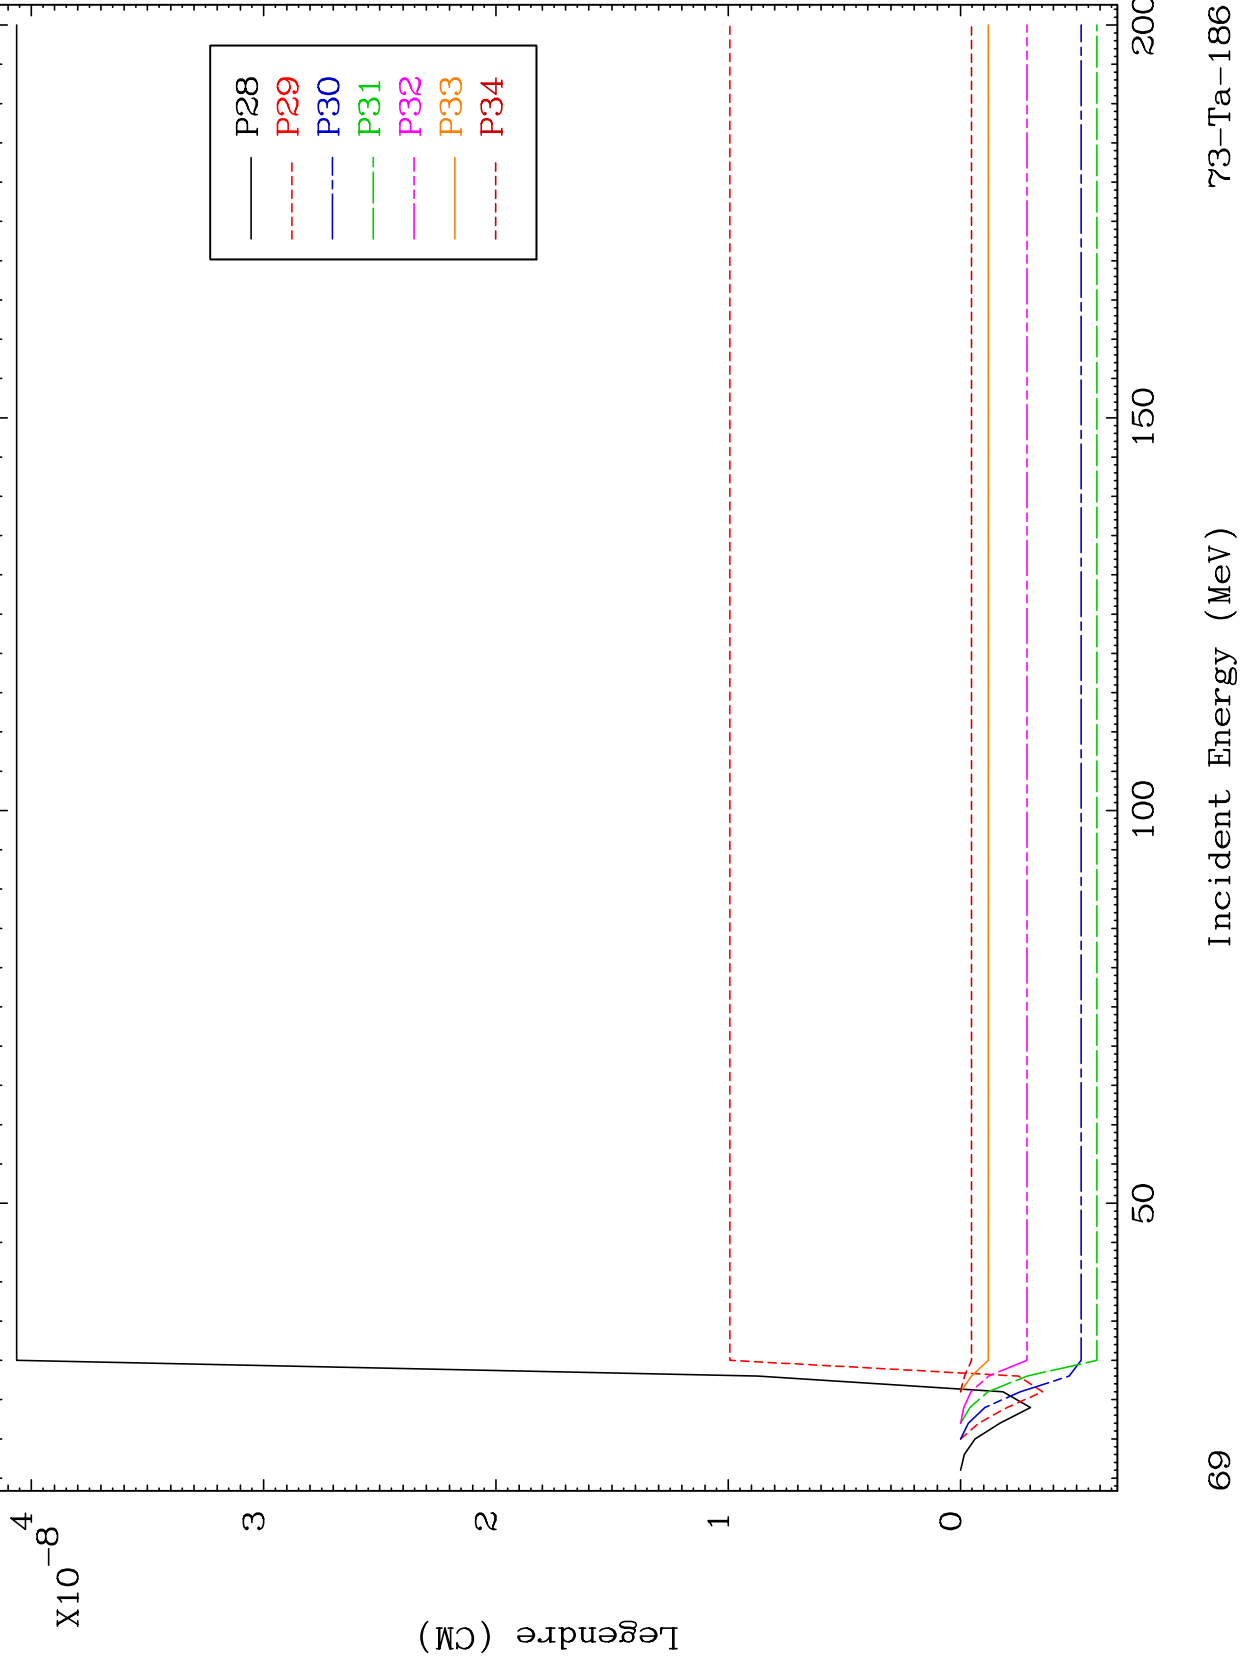 X10
-8
4
3
2
1
0
Legendre (CM)
P28
P29
P30
P31
P32
P33
P34
50
100
150
200
Incident Energy (MeV)
69
73-Ta-186